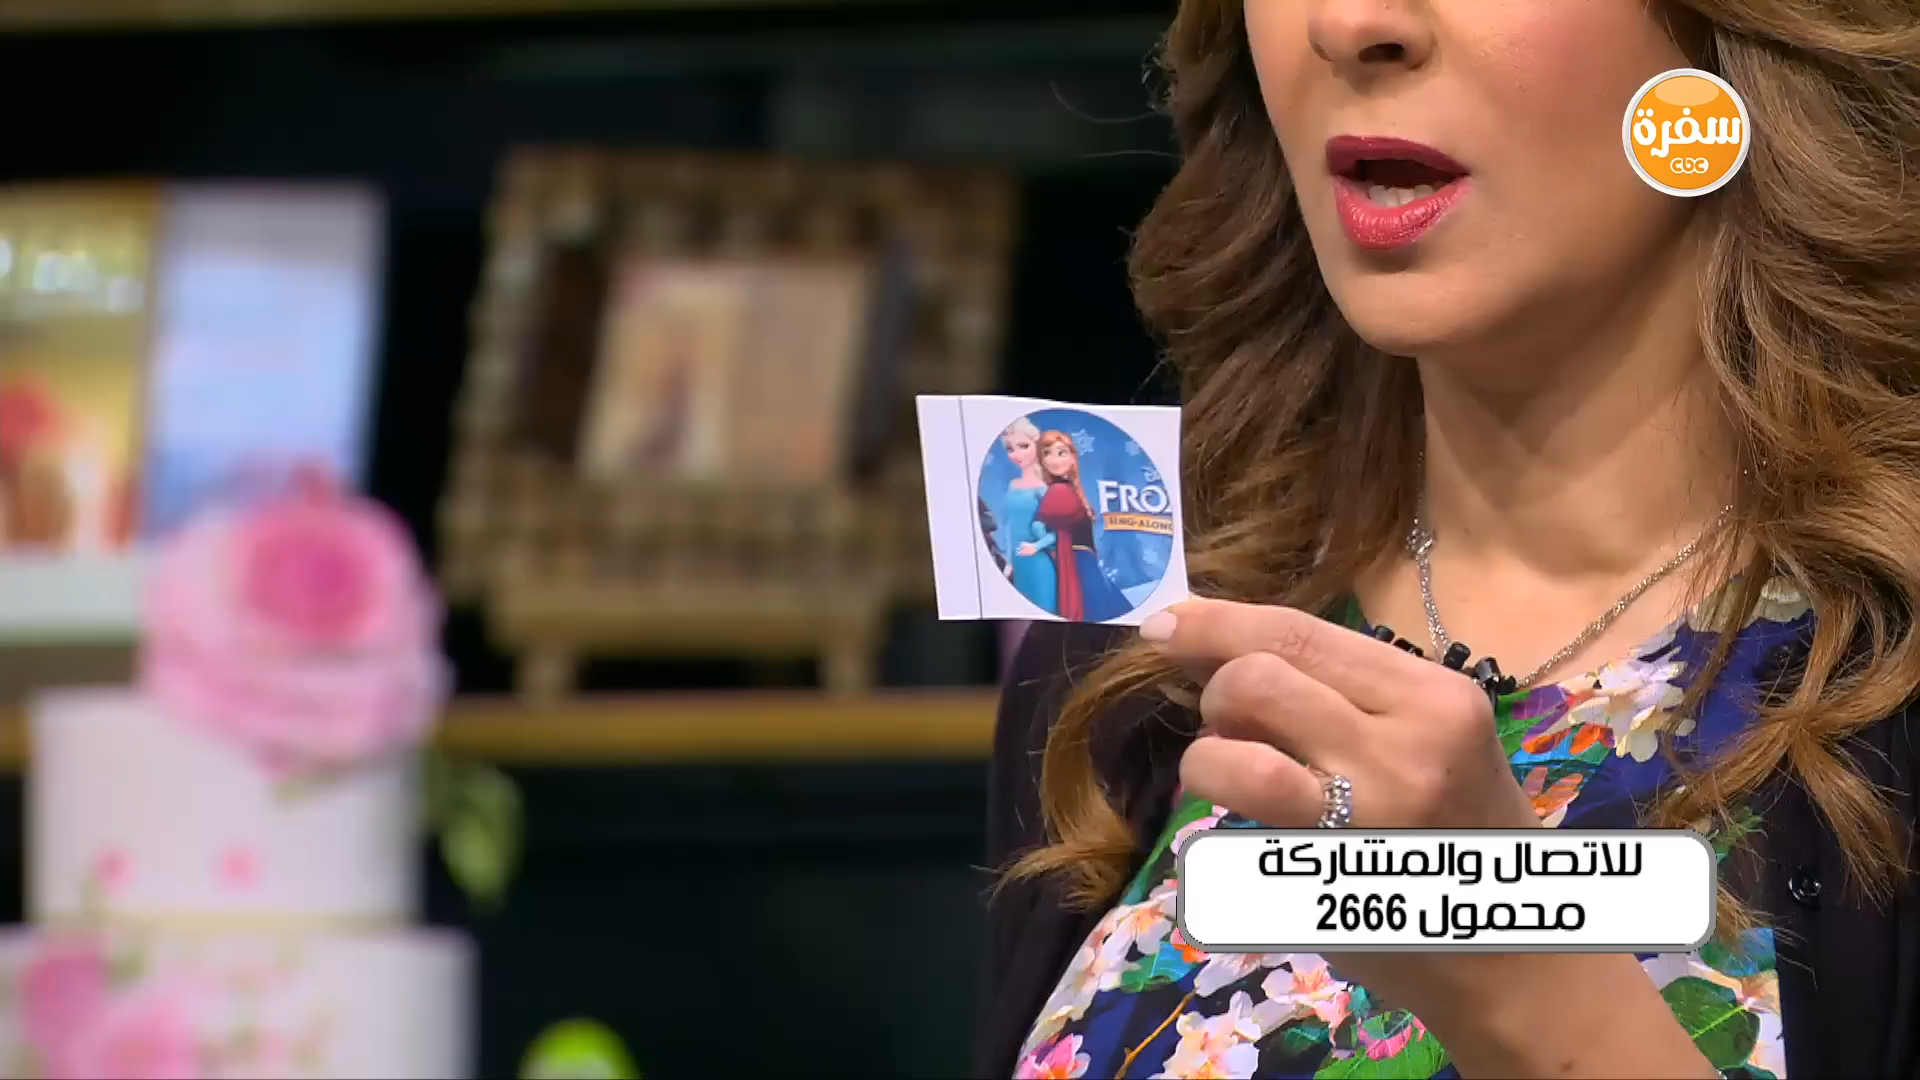 سفرة
cbc
FRO
SING-ALONG
للاتصال والمشاركة
محمول 2666